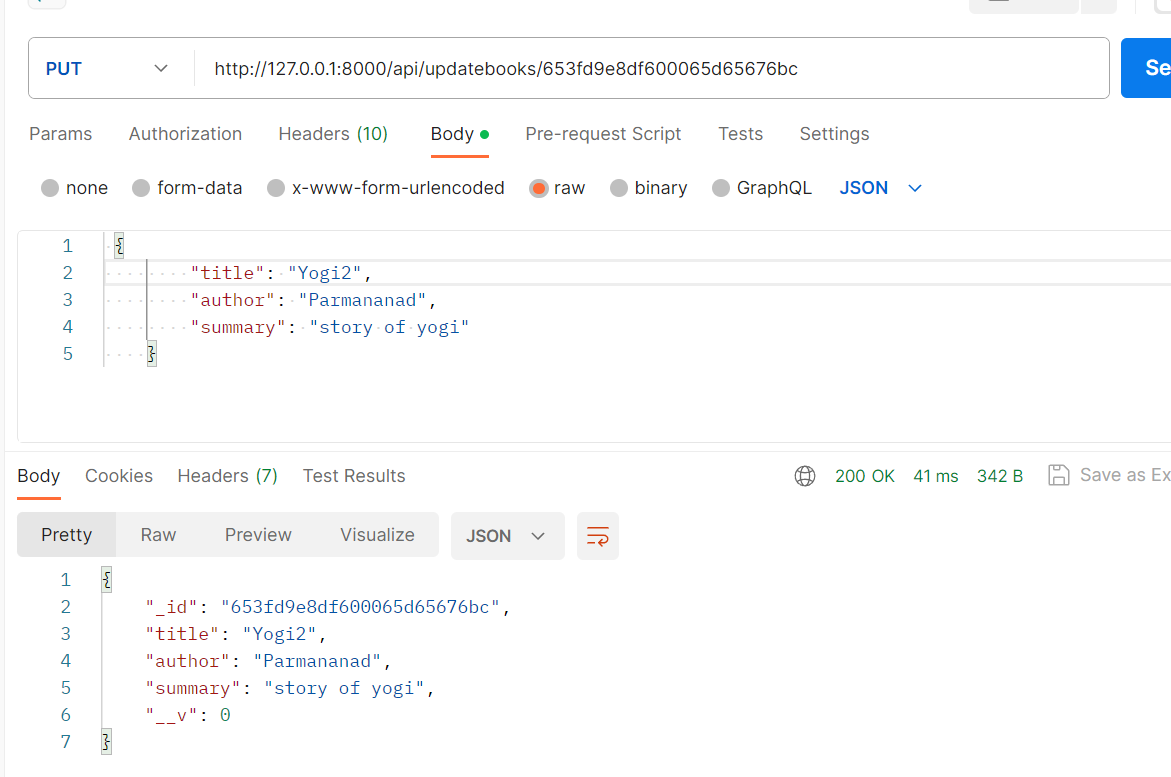 PUT http://127.0.0.1:8000/api/updatebooks/653fd9e8df600065d65676bc Se
Params Authorization Headers (10) Body Pre-request Script Tests Settings
none form-data x-www-form-urlencoded raw binary GraphQL JSON
1 {
2 "title": "Yogi2",
3 "author": "Parmananad",
4 "summary": "story of yogi"
5 }
Body Cookies Headers (7) Test Results 200 OK 41 ms 342 B Save as Ex
Pretty Raw Preview Visualize JSON
1 {
2 "_id": "653fd9e8df600065d65676bc",
3 "title": "Yogi2",
4 "author": "Parmananad",
5 "summary": "story of yogi",
6 "__v": 0
7 }